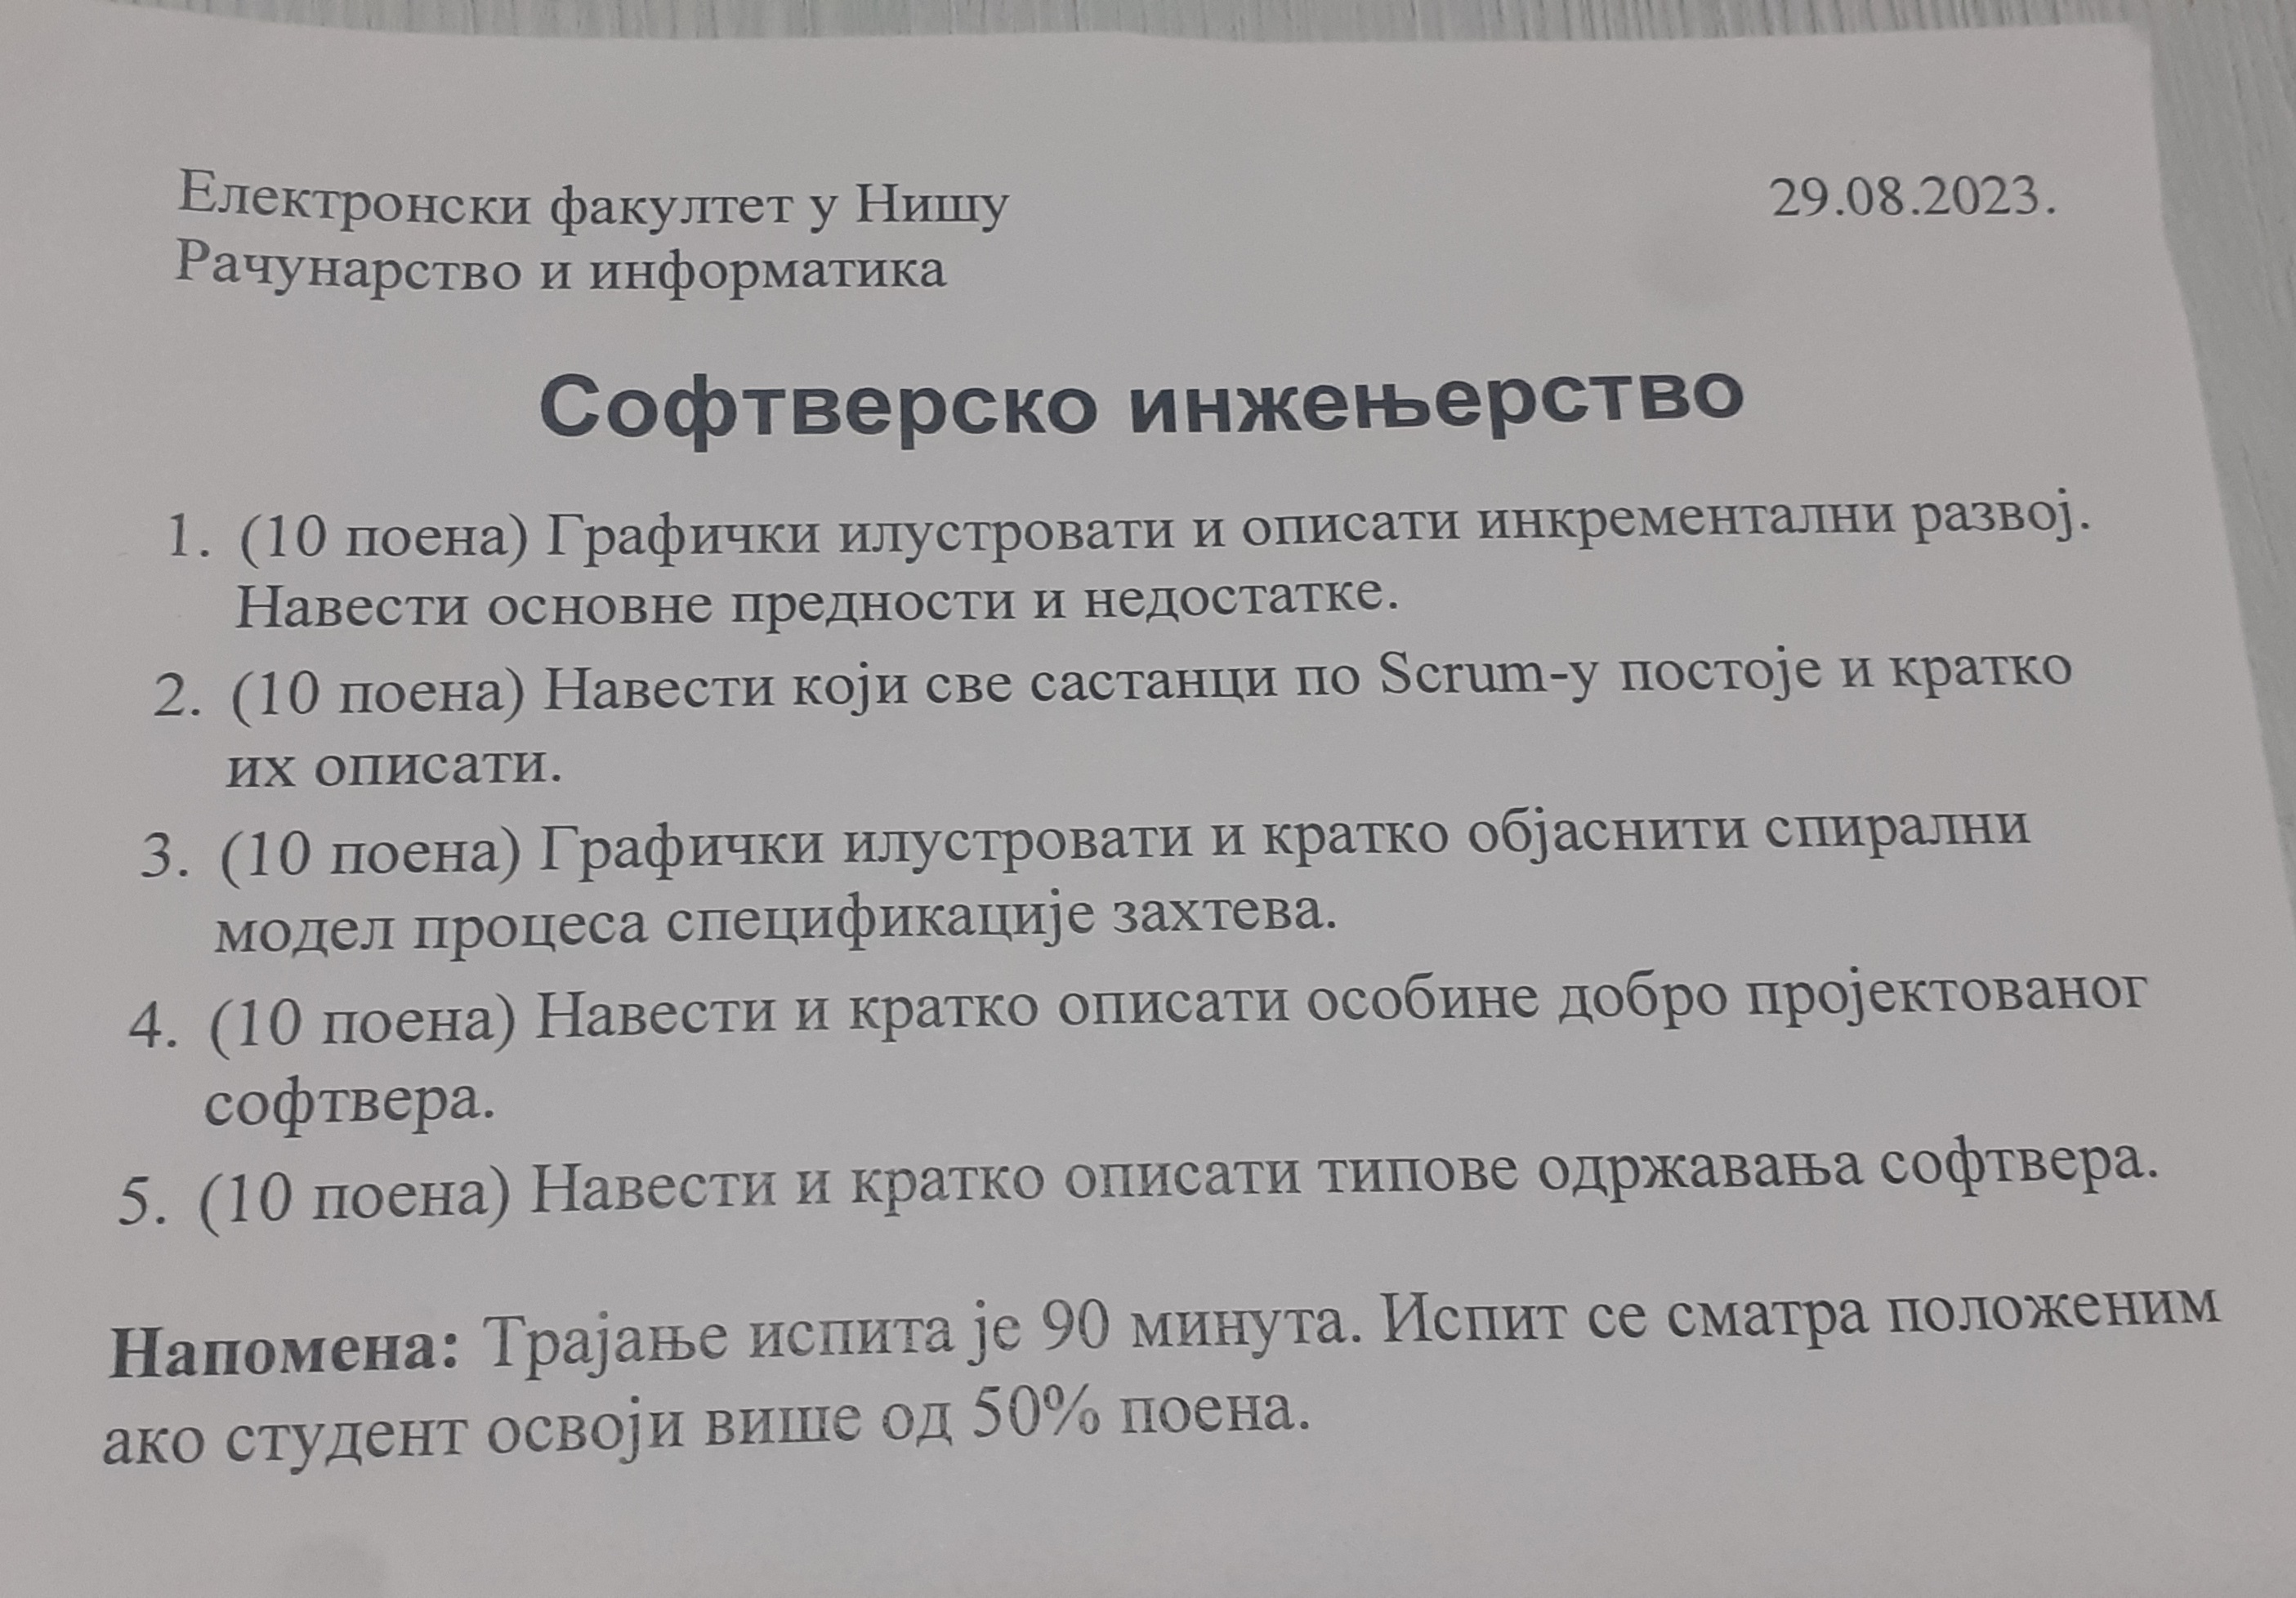 Електронски факултет у Нишу
29.08.2023.
Рачунарство и информатика
Софтверско инжењерство
1. (10 поена) Графички илустровати и описати инкрементални развој.
Навести основне предности и недостатке.
2. (10 поена) Навести који све састанци по Scrum-у постоје и кратко
их описати.
3. (10 поена) Графички илустровати и кратко објаснити спирални
модел процеса спецификације захтева.
4. (10 поена) Навести и кратко описати особине добро пројектованог
софтвера.
5. (10 поена) Навести и кратко описати типове одржавања софтвера.
Напомена: Трајање испита је 90 минута. Испит се сматра положеним
ако студент освоји више од 50% поена.